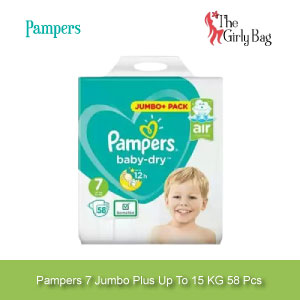 Pampers
The
Girly Bag
JUMBO+ PACK
air
Pampers
baby-dry™
7
12h
58
Pampers 7 Jumbo Plus Up To 15 KG 58 Pcs